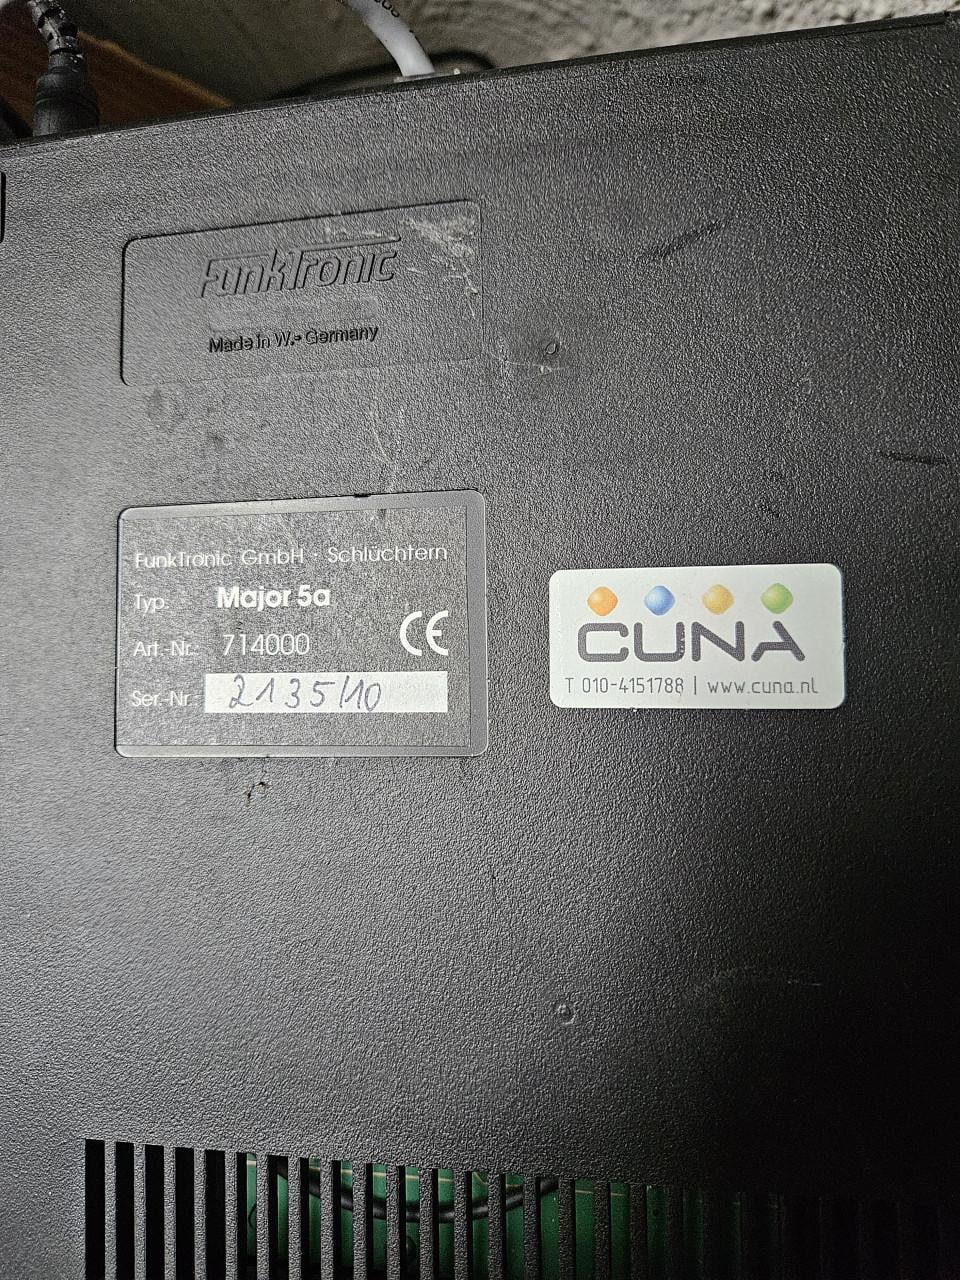 FunkTronic
Made in W.-Germany
FunkTronic GmbH · Schlüchtern
Typ: Major 5a
Art.-Nr.: 714000
CE
Ser.-Nr.: 2135/10
CUNA
T 010-4151788 | www.cuna.nl